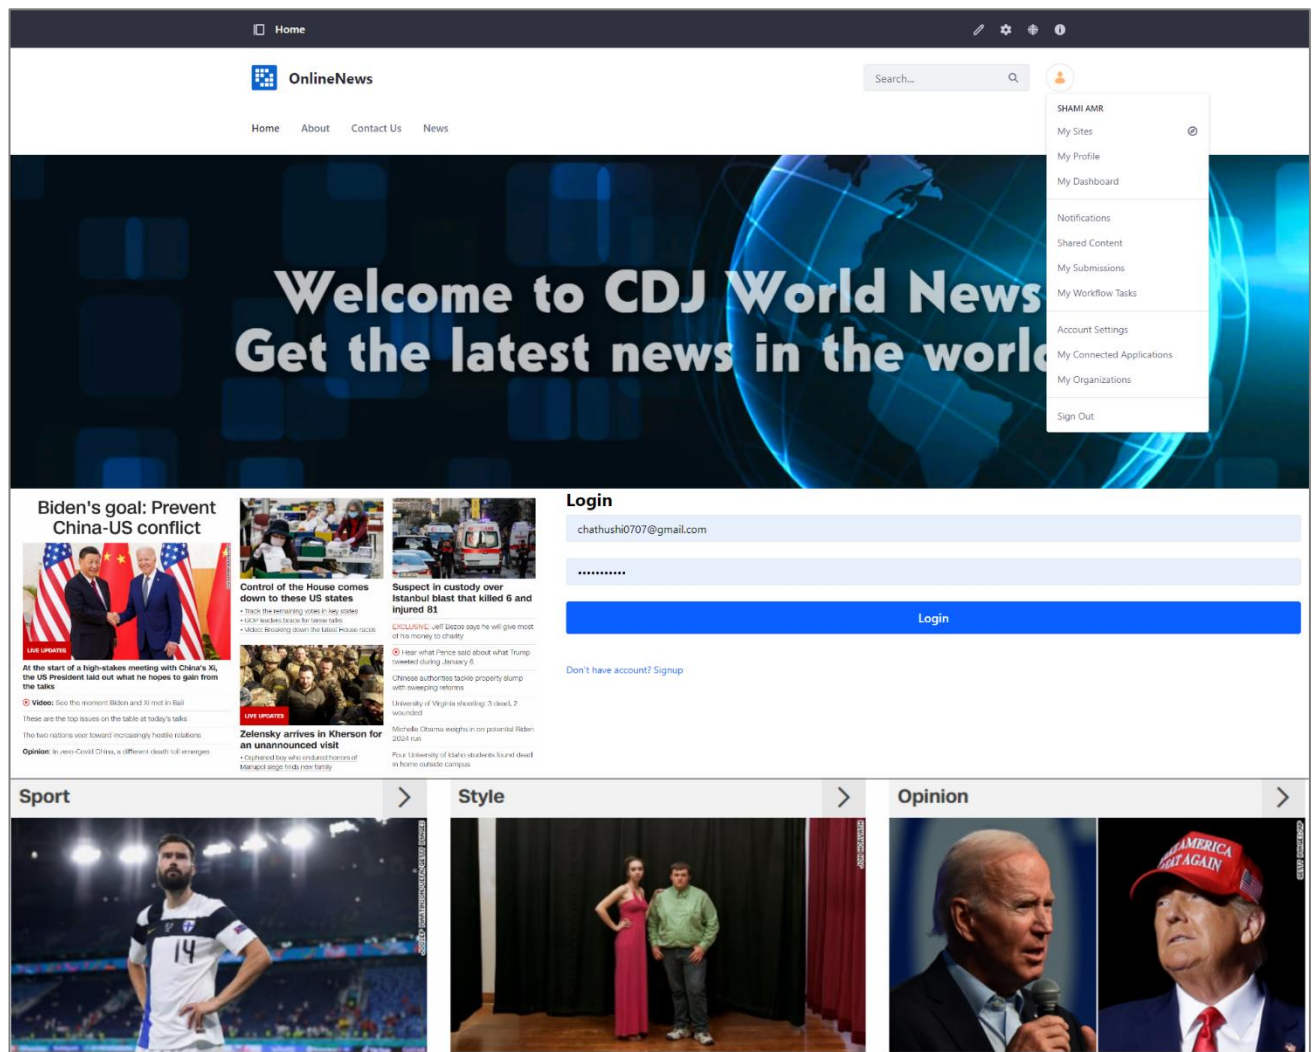 Home
OnlineNews
Search...
Home About Contact Us News
SHAMI AMR
My Sites
My Profile
My Dashboard
Notifications
Shared Content
My Submissions
My Workflow Tasks
Account Settings
My Connected Applications
My Organizations
Sign Out
Welcome to CDJ World News
Get the latest news in the worl
Biden's goal: Prevent
China-US conflict
LIVE UPDATES
At the start of a high-stakes meeting with China's Xi,
the US President laid out what he hopes to gain from
the talks
Video: See the moment Biden and Xi met in Bali
These are the top issues on the table at today's talks
The two nations veer toward increasingly hostile relations
Opinion: In zero-Covid China, a different death toll emerges
Control of the House comes
down to these US states
• Track the remaining votes in key states
• GOP leaders brace for tense talks
• Video: Breaking down the latest House races
LIVE UPDATES
Zelensky arrives in Kherson for
an unannounced visit
• Orphaned boy who endured horrors of
Mariupol siege finds new family
Suspect in custody over
Istanbul blast that killed 6 and
injured 81
EXCLUSIVE: Jeff Bezos says he will give most
of his money to charity
Hear what Pence said about what Trump
tweeted during January 6
Chinese authorities tackle property slump
with sweeping reforms
University of Virginia shooting: 3 dead, 2
wounded
Michelle Obama weighs in on potential Biden
2024 run
Four University of Idaho students found dead
in home outside campus
Login
chathushi0707@gmail.com
Login
Don't have account? Signup
Sport
Style
Opinion
14
JON HORVATH
AMERICA
AT AGAIN